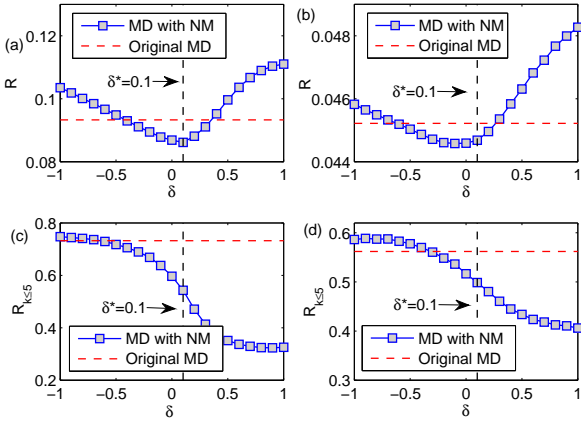 (a)
0.12
0.1
0.08
R
MD with NM
Original MD
δ*=0.1
−1 −0.5 0 0.5 1
δ
(b)
0.048
0.046
0.044
R
MD with NM
Original MD
δ*=0.1
−1 −0.5 0 0.5 1
δ
(c)
0.8
0.6
0.4
0.2
R_{k≤5}
δ*=0.1
MD with NM
Original MD
−1 −0.5 0 0.5 1
δ
(d)
0.6
0.5
0.4
0.3
R_{k≤5}
δ*=0.1
MD with NM
Original MD
−1 −0.5 0 0.5 1
δ